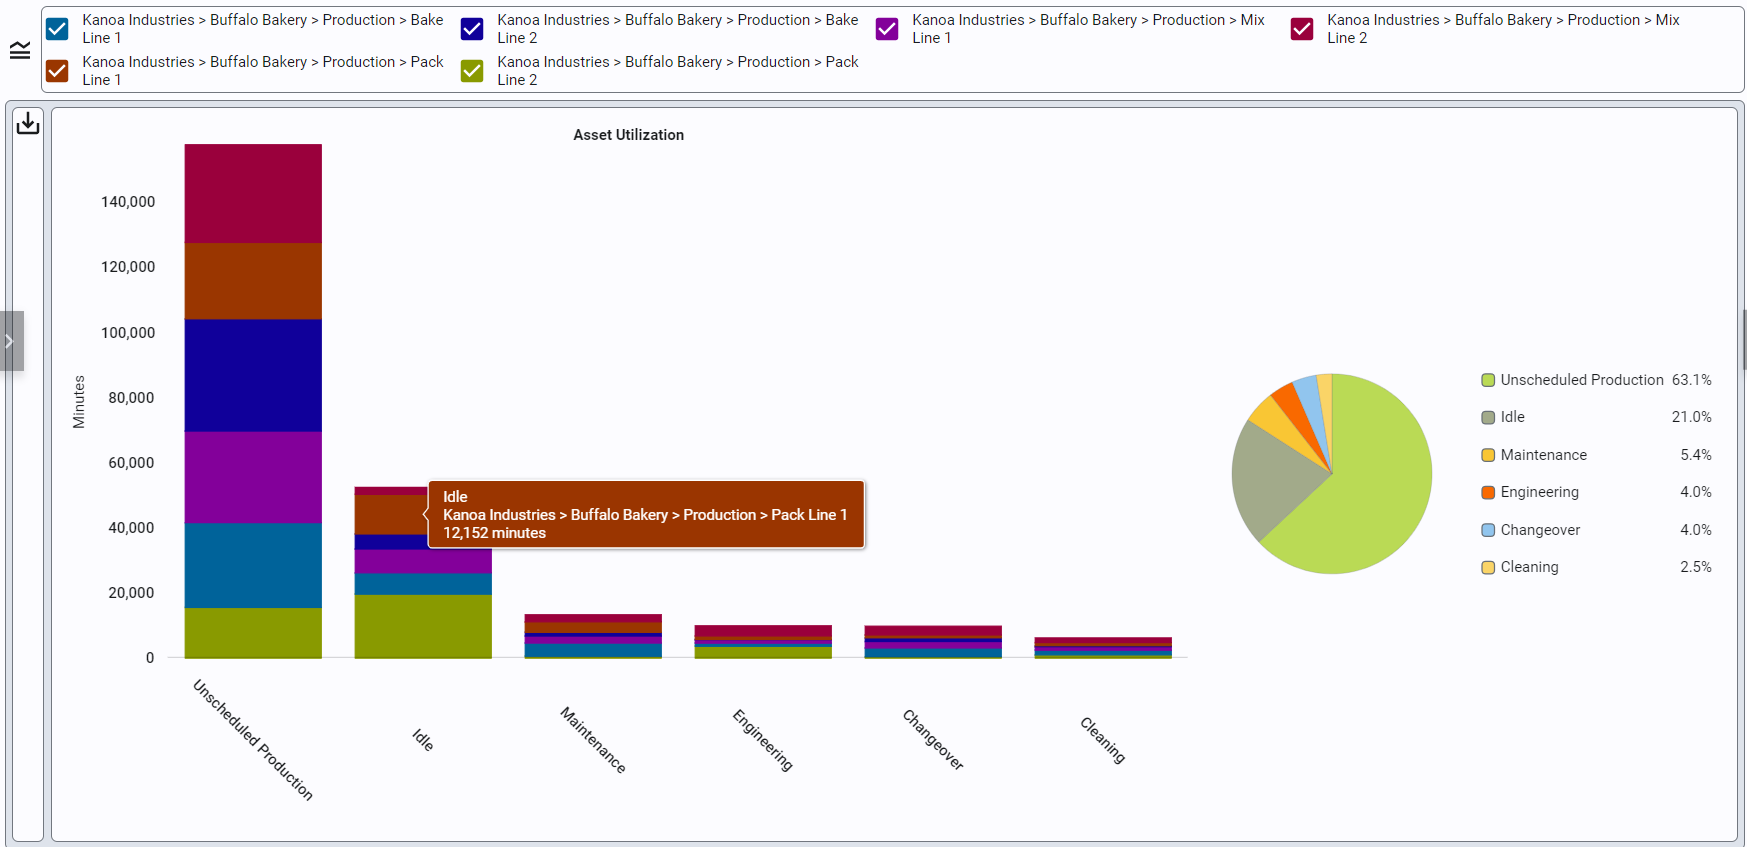 Kanoa Industries > Buffalo Bakery > Production > Bake
Line 1
Kanoa Industries > Buffalo Bakery > Production > Bake
Line 2
Kanoa Industries > Buffalo Bakery > Production > Mix
Line 1
Kanoa Industries > Buffalo Bakery > Production > Mix
Line 2
Kanoa Industries > Buffalo Bakery > Production > Pack
Line 1
Kanoa Industries > Buffalo Bakery > Production > Pack
Line 2
Asset Utilization
Minutes
140,000
120,000
100,000
80,000
60,000
40,000
20,000
0
Idle
Kanoa Industries > Buffalo Bakery > Production > Pack Line 1
12,152 minutes
Unscheduled Production
Idle
Maintenance
Engineering
Changeover
Cleaning
Unscheduled Production 63.1%
Idle 21.0%
Maintenance 5.4%
Engineering 4.0%
Changeover 4.0%
Cleaning 2.5%